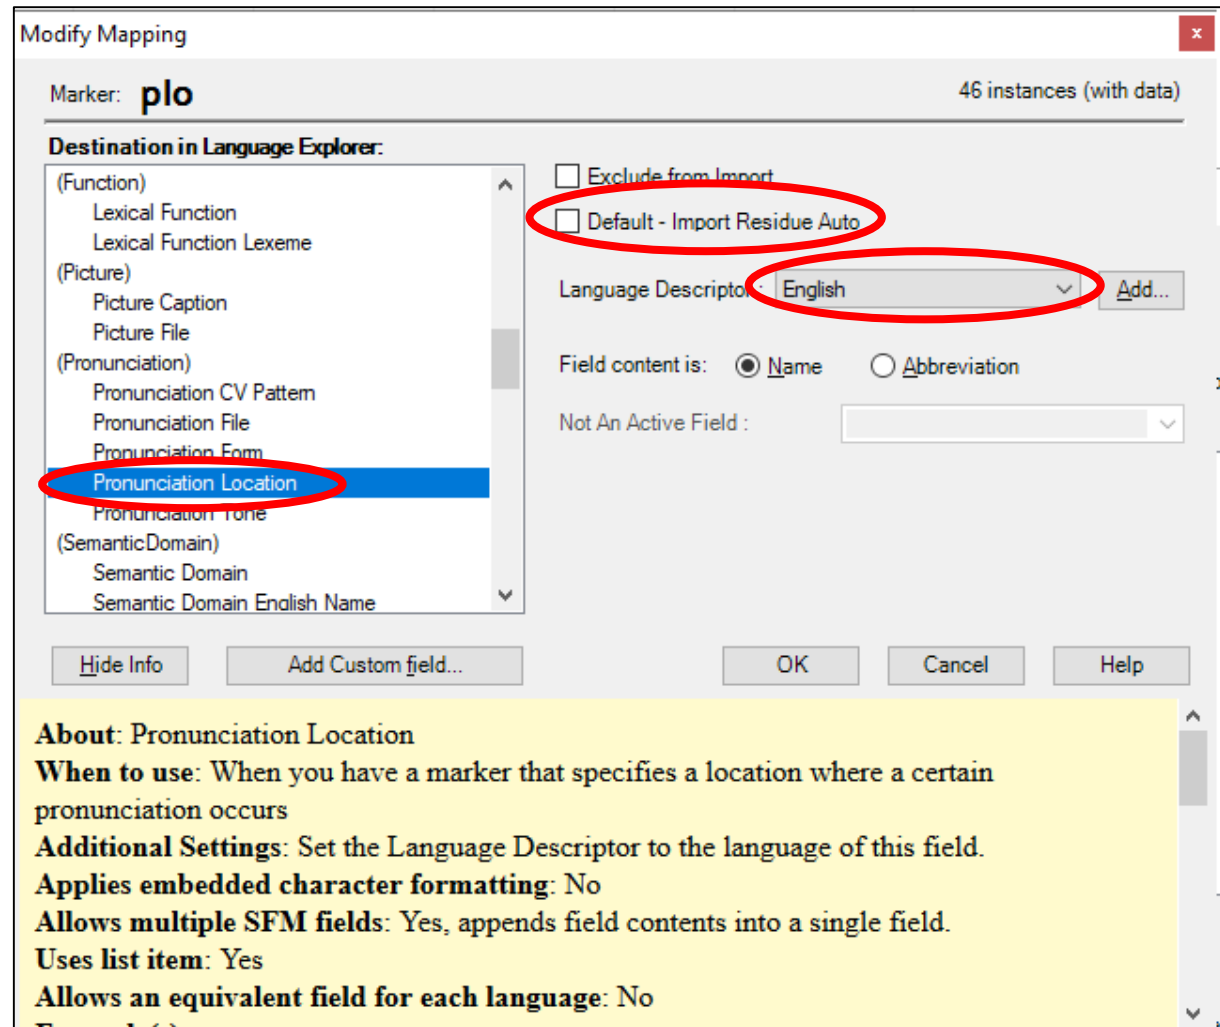 Modify Mapping
x
Marker: plo
46 instances (with data)
Destination in Language Explorer:
(Function)
Lexical Function
Lexical Function Lexeme
(Picture)
Picture Caption
Picture File
(Pronunciation)
Pronunciation CV Pattern
Pronunciation File
Pronunciation Form
Pronunciation Location
Pronunciation Tone
(SemanticDomain)
Semantic Domain
Semantic Domain English Name
Exclude from Import
Default - Import Residue Auto
Language Descriptor : English Add...
Field content is: Name Abbreviation
Not An Active Field :
Hide Info Add Custom field... OK Cancel Help
About: Pronunciation Location
When to use: When you have a marker that specifies a location where a certain
pronunciation occurs
Additional Settings: Set the Language Descriptor to the language of this field.
Applies embedded character formatting: No
Allows multiple SFM fields: Yes, appends field contents into a single field.
Uses list item: Yes
Allows an equivalent field for each language: No